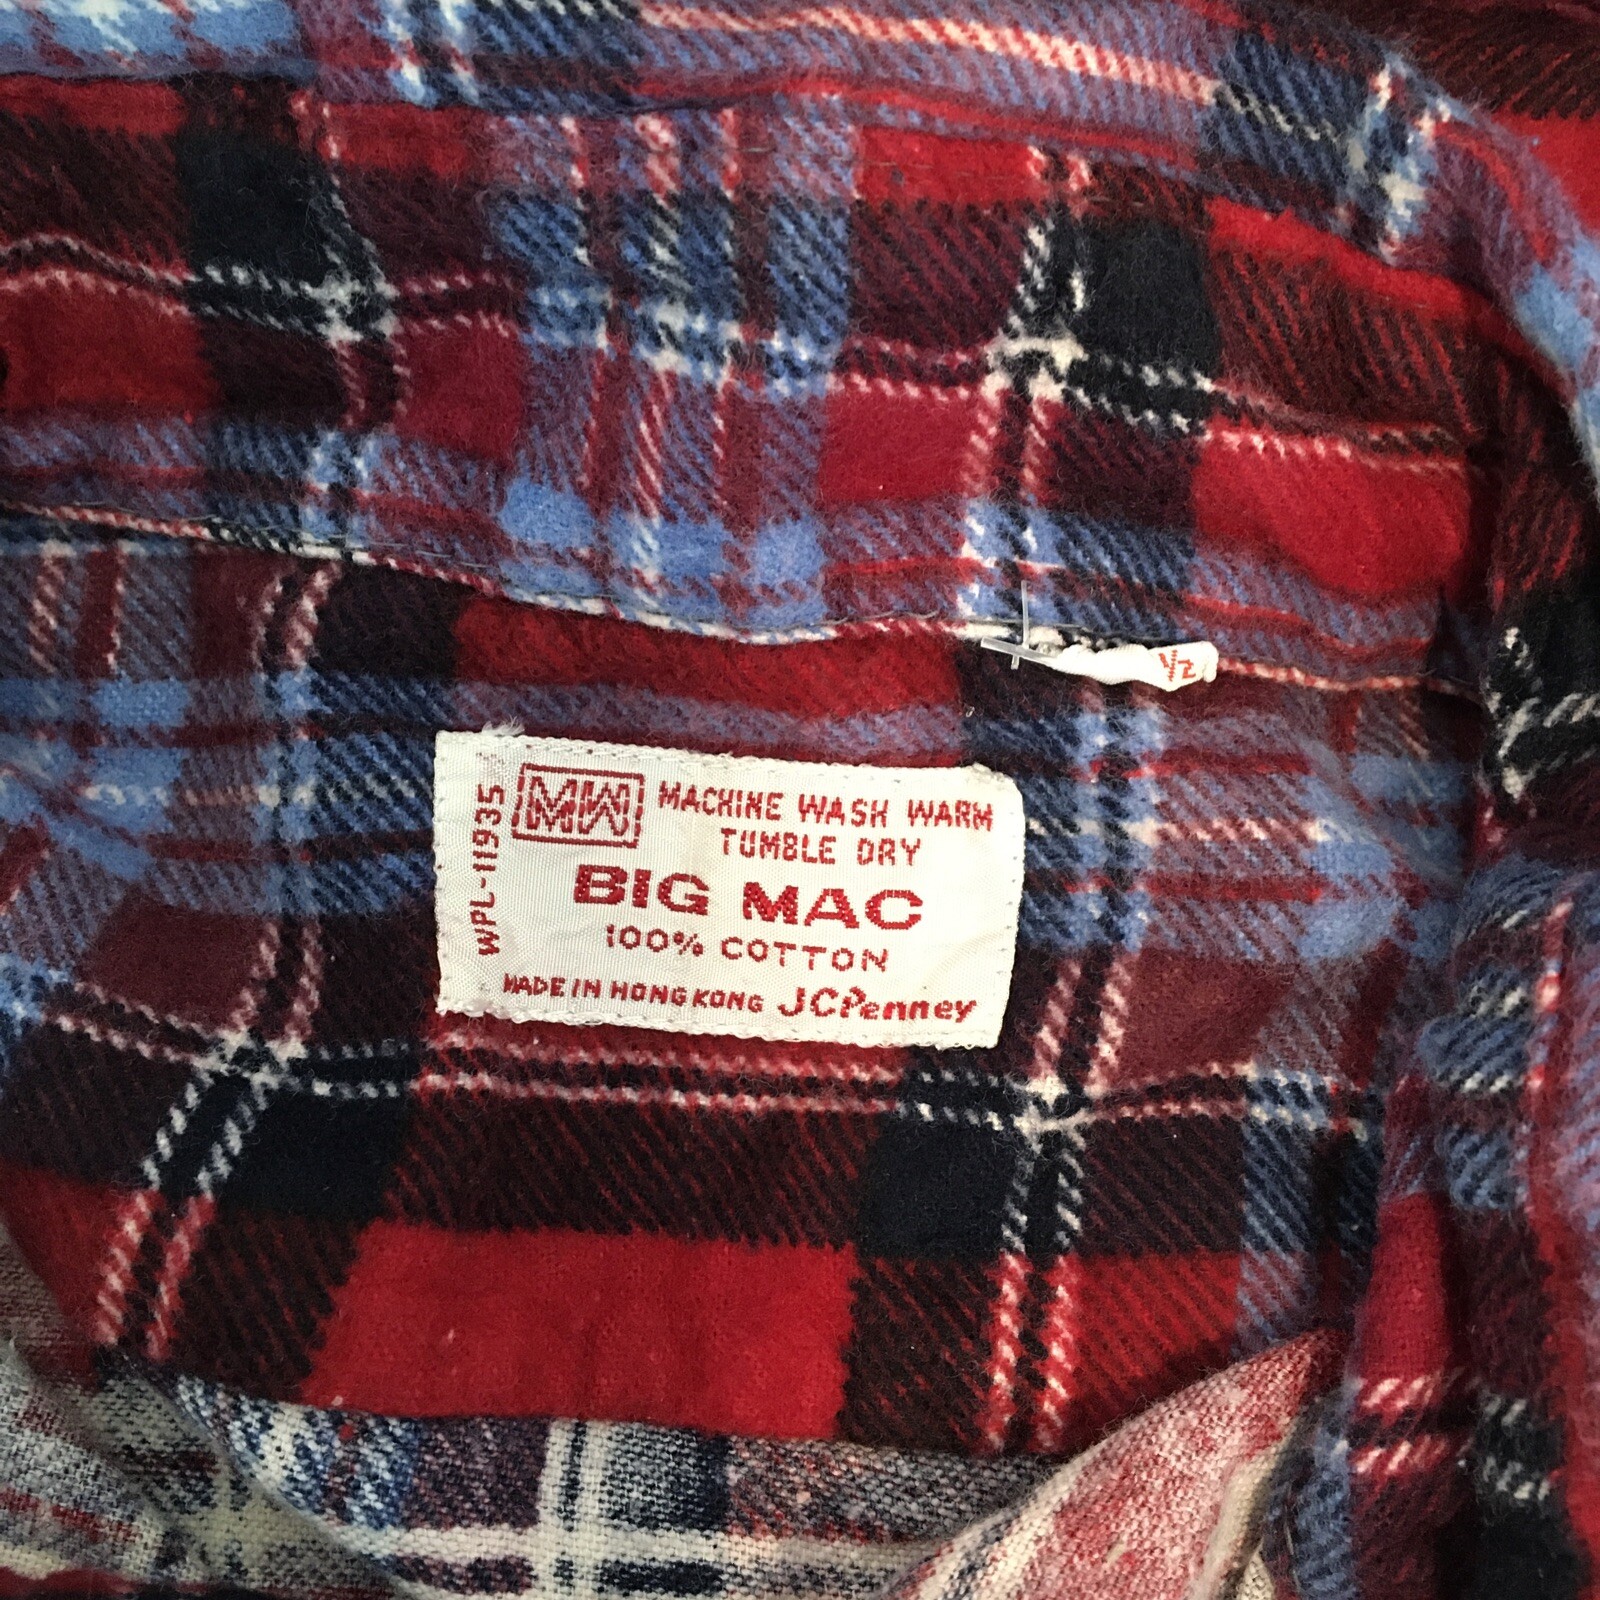 1/2
WPL-11935
MW
MACHINE WASH WARM
TUMBLE DRY
BIG MAC
100% COTTON
MADE IN HONG KONG JCPenney